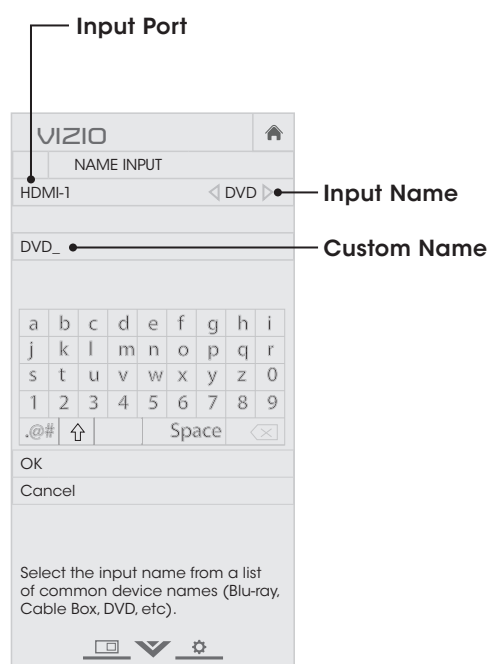 Input Port
VIZIO
NAME INPUT
HDMI-1 DVD Input Name
DVD_ Custom Name
a b c d e f g h i
j k l m n o p q r
s t u v w x y z 0
1 2 3 4 5 6 7 8 9
.@# Space
OK
Cancel
Select the input name from a list
of common device names (Blu-ray,
Cable Box, DVD, etc).